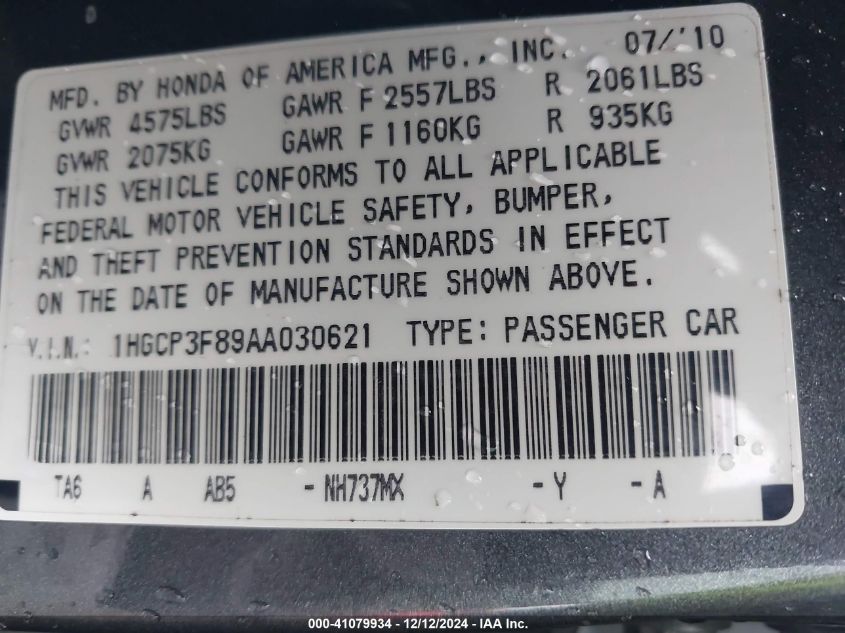 MFD. BY HONDA OF AMERICA MFG., INC. 07/'10
GVWR 4575LBS GAWR F 2557LBS R 2061LBS
GVWR 2075KG GAWR F 1160KG R 935KG
THIS VEHICLE CONFORMS TO ALL APPLICABLE
FEDERAL MOTOR VEHICLE SAFETY, BUMPER,
AND THEFT PREVENTION STANDARDS IN EFFECT
ON THE DATE OF MANUFACTURE SHOWN ABOVE.
V.I.N.: 1HGCP3F89AA030621 TYPE: PASSENGER CAR
TA6 A AB5 - NH737MX - Y - A
000-41079934 - 12/12/2024 - IAA, Inc.